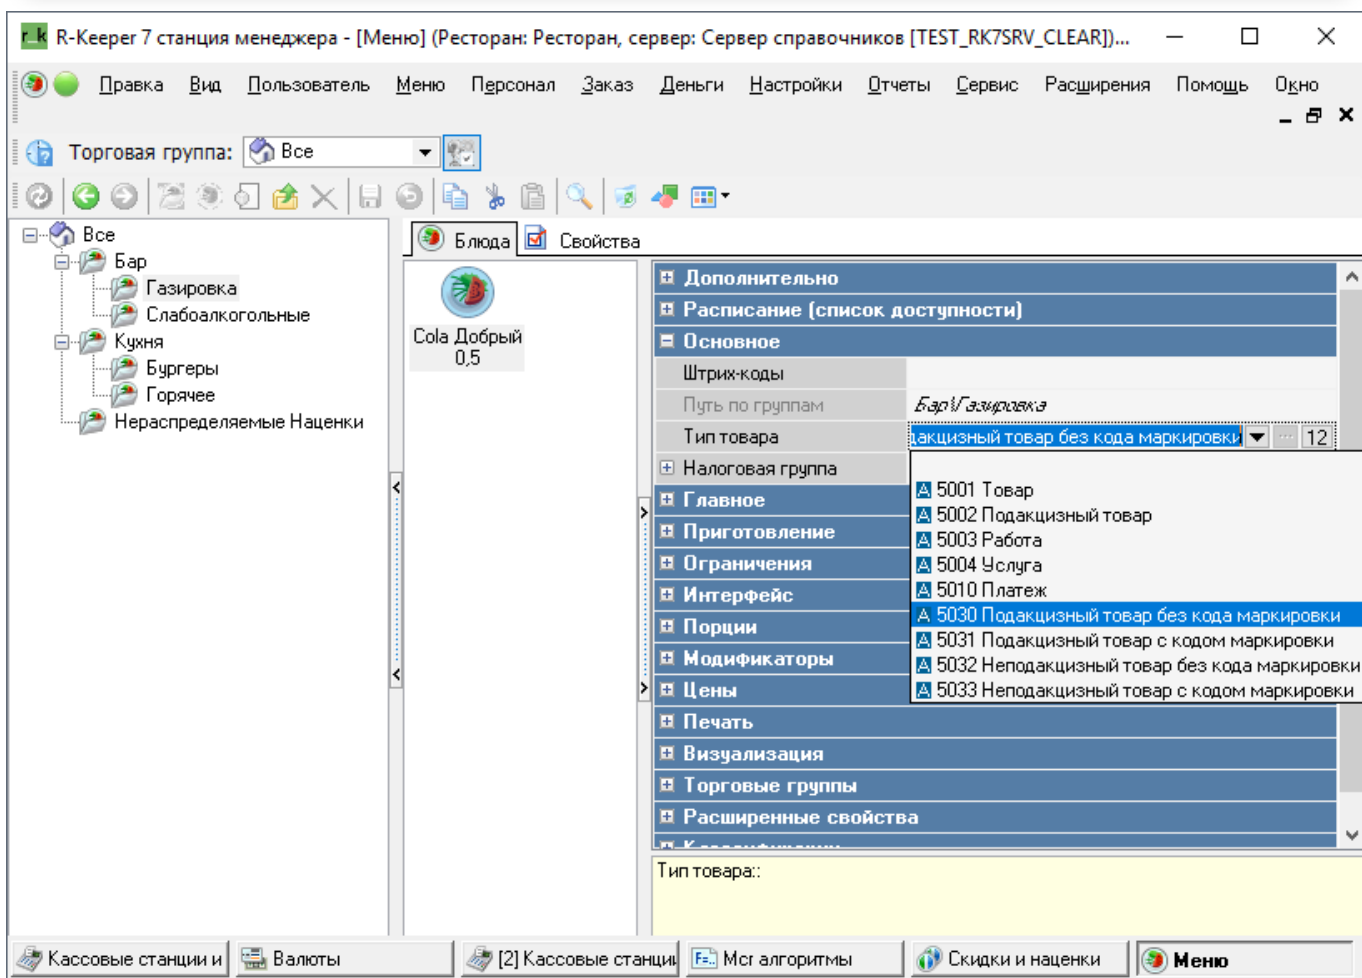 r_k R-Keeper 7 станция менеджера - [Меню] (Ресторан: Ресторан, сервер: Сервер справочников [TEST_RK7SRV_CLEAR])...
Правка Вид Пользователь Меню Персонал Заказ Деньги Настройки Отчеты Сервис Расширения Помощь Окно
Торговая группа: Все
Все
Бар
Газировка
Слабоалкогольные
Кухня
Бургеры
Горячее
Нераспределяемые Наценки
Блюда Свойства
Cola Добрый
0,5
Дополнительно
Расписание (список доступности)
Основное
Штрих-коды
Путь по группам Бар\Газировка
Тип товара дакцизный товар без кода маркировки 12
Налоговая группа
Главное
Приготовление
Ограничения
Интерфейс
Порции
Модификаторы
Цены
Печать
Визуализация
Торговые группы
Расширенные свойства
5001 Товар
5002 Подакцизный товар
5003 Работа
5004 Услуга
5010 Платеж
5030 Подакцизный товар без кода маркировки
5031 Подакцизный товар с кодом маркировки
5032 Неподакцизный товар без кода маркировки
5033 Неподакцизный товар с кодом маркировки
Тип товара::
Кассовые станции и Валюты [2] Кассовые станции Мсг алгоритмы Скидки и наценки Меню